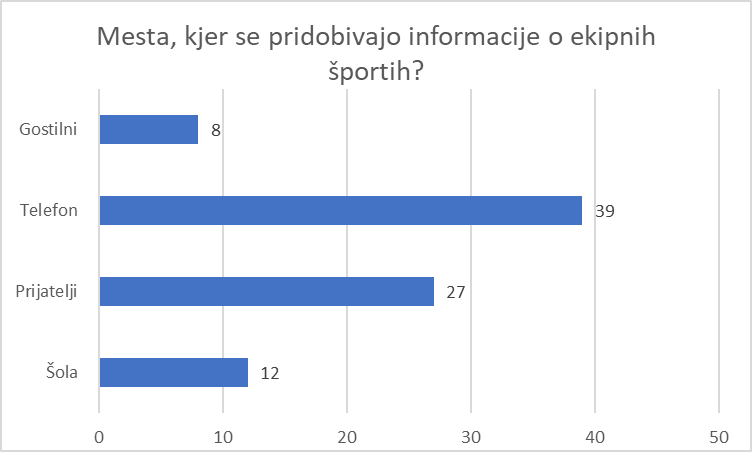 Mesta, kjer se pridobivajo informacije o ekipnih
športih?
Gostilni
8
Telefon
39
Prijatelji
27
Šola
12
0 10 20 30 40 50